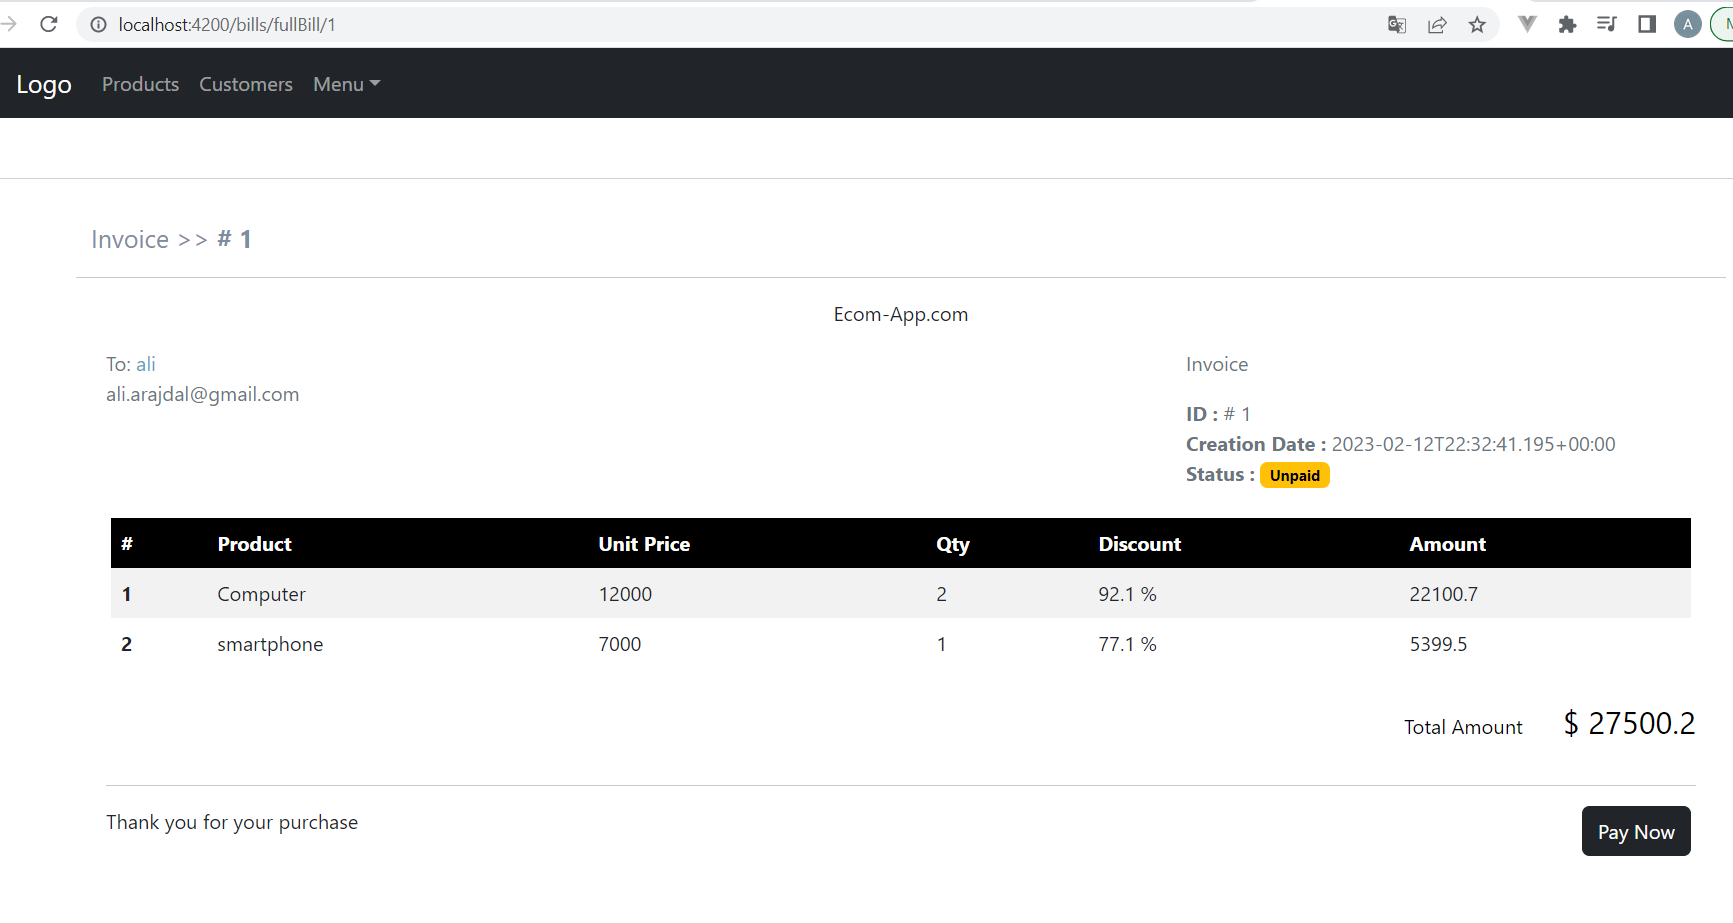 localhost:4200/bills/fullBill/1
A
Logo Products Customers Menu
Invoice >> # 1
Ecom-App.com
To: ali
ali.arajdal@gmail.com
Invoice
ID : # 1
Creation Date : 2023-02-12T22:32:41.195+00:00
Status : Unpaid
# Product Unit Price Qty Discount Amount
1 Computer 12000 2 92.1 % 22100.7
2 smartphone 7000 1 77.1 % 5399.5
Total Amount $ 27500.2
Thank you for your purchase
Pay Now